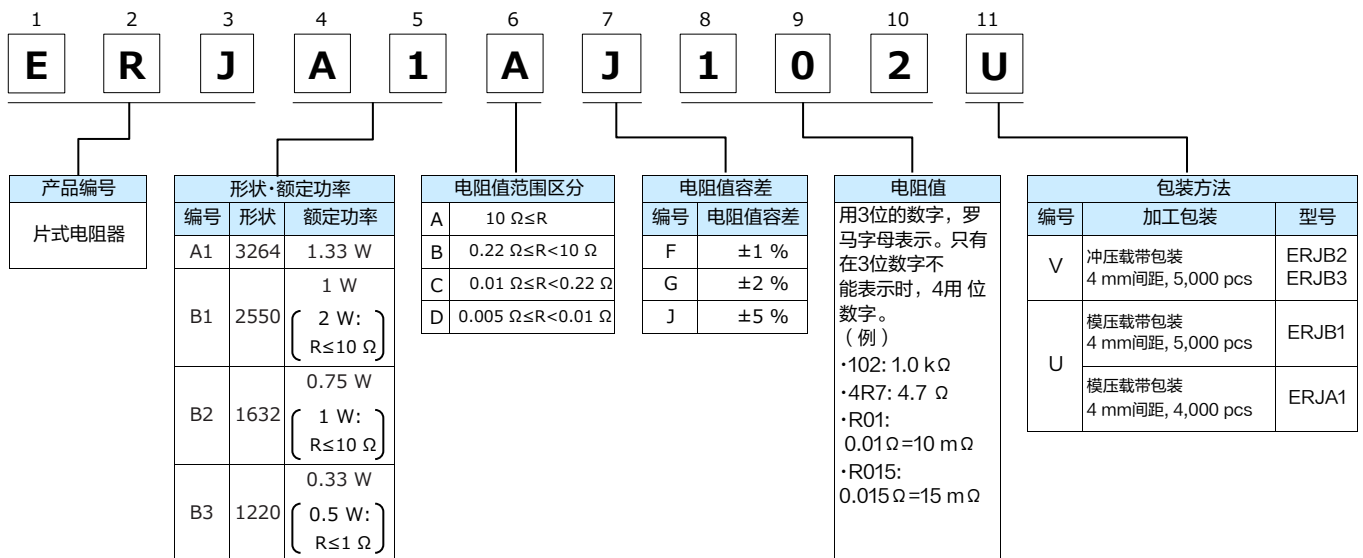 1 2 3 4 5 6 7 8 9 10 11
E R J A 1 A J 1 0 2 U
产品编号
片式电阻器
形状·额定功率
编号 形状 额定功率
A1 3264 1.33 W
B1 2550 1 W
2 W:
R≤10 Ω
B2 1632 0.75 W
1 W:
R≤10 Ω
B3 1220 0.33 W
0.5 W:
R≤1 Ω
电阻值范围区分
A 10 Ω≤R
B 0.22 Ω≤R<10 Ω
C 0.01 Ω≤R<0.22 Ω
D 0.005 Ω≤R<0.01 Ω
电阻值容差
编号 电阻值容差
F ±1 %
G ±2 %
J ±5 %
电阻值
用3位的数字，罗
马字母表示。只有
在3位数字不
能表示时，4用 位
数字。
（例）
·102: 1.0 kΩ
·4R7: 4.7 Ω
·R01:
0.01Ω=10 mΩ
·R015:
0.015Ω=15 mΩ
包装方法
编号 加工包装 型号
V 冲压载带包装
4 mm间距, 5,000 pcs
ERJB2
ERJB3
U 模压载带包装
4 mm间距, 5,000 pcs
ERJB1
模压载带包装
4 mm间距, 4,000 pcs
ERJA1